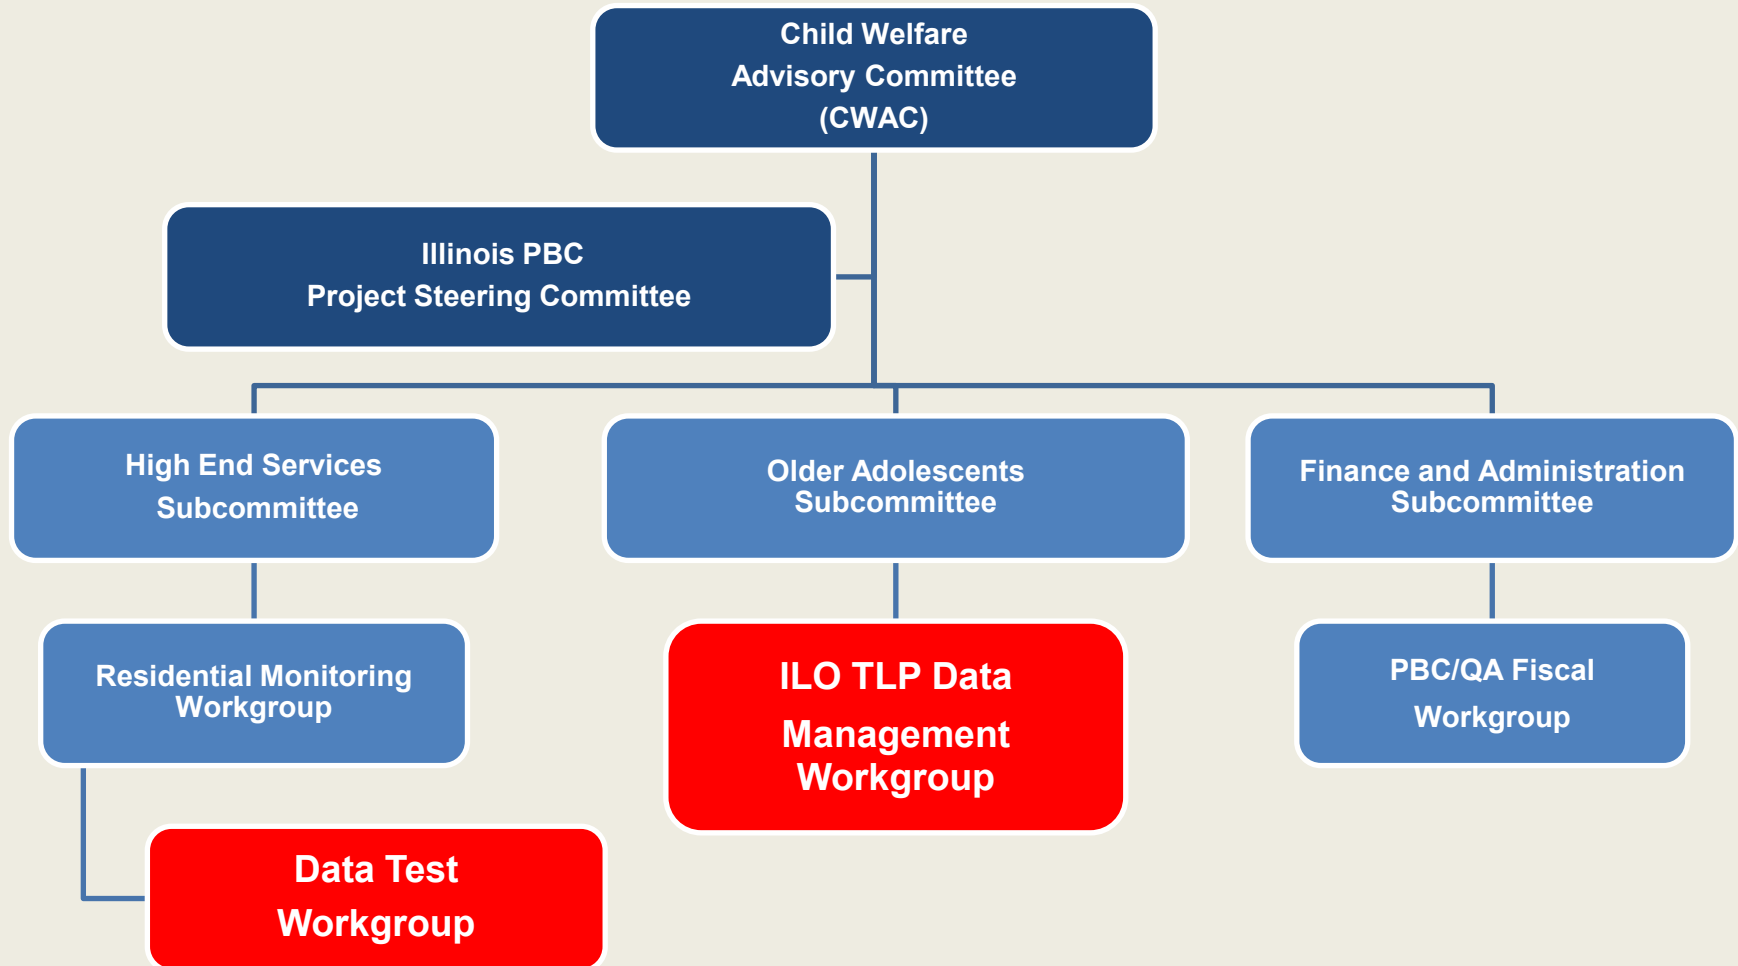 Child Welfare
Advisory Committee
(CWAC)
Illinois PBC
Project Steering Committee
High End Services
Subcommittee
Older Adolescents
Subcommittee
Finance and Administration
Subcommittee
Residential Monitoring
Workgroup
ILO TLP Data
Management
Workgroup
PBC/QA Fiscal
Workgroup
Data Test
Workgroup